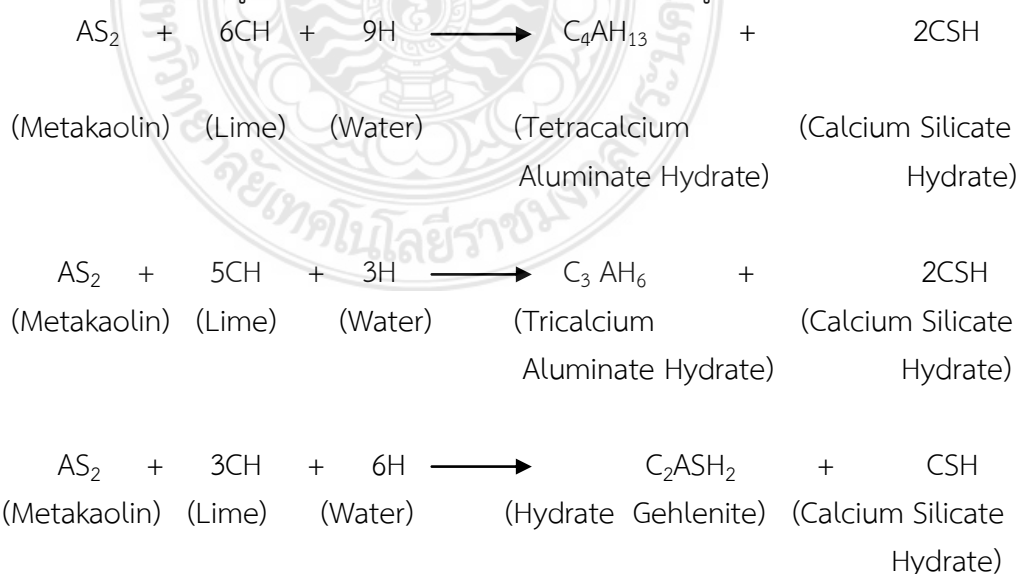 AS₂ + 6CH + 9H ⟶ C₄AH₁₃ + 2CSH
(Metakaolin) (Lime) (Water) (Tetracalcium (Calcium Silicate
Aluminate Hydrate) Hydrate)
AS₂ + 5CH + 3H ⟶ C₃ AH₆ + 2CSH
(Metakaolin) (Lime) (Water) (Tricalcium (Calcium Silicate
Aluminate Hydrate) Hydrate)
AS₂ + 3CH + 6H ⟶ C₂ASH₂ + CSH
(Metakaolin) (Lime) (Water) (Hydrate Gehlenite) (Calcium Silicate
Hydrate)